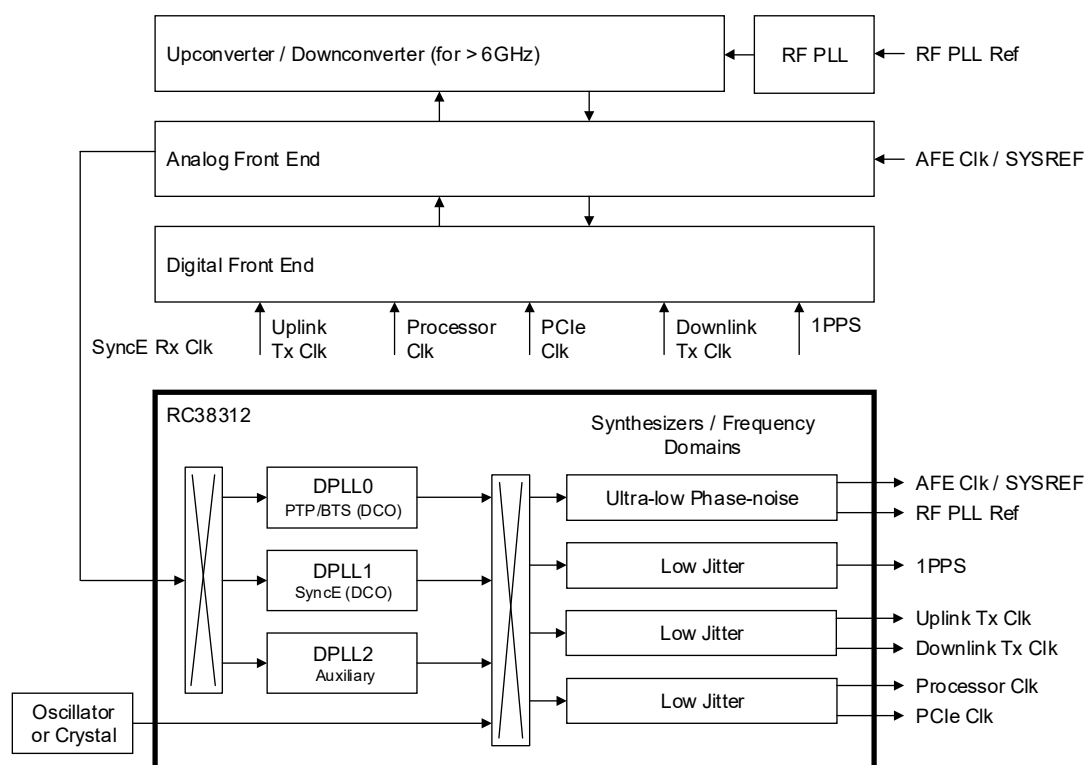 Upconverter / Downconverter (for > 6GHz)
RF PLL
RF PLL Ref
Analog Front End
AFE Clk / SYSREF
Digital Front End
SyncE Rx Clk
Uplink
Tx Clk
Processor
Clk
PCIe
Clk
Downlink
Tx Clk
1PPS
RC38312
Synthesizers / Frequency
Domains
DPLL0
PTP/BTS (DCO)
DPLL1
SyncE (DCO)
DPLL2
Auxiliary
Oscillator
or Crystal
Ultra-low Phase-noise
AFE Clk / SYSREF
RF PLL Ref
Low Jitter
1PPS
Low Jitter
Uplink Tx Clk
Downlink Tx Clk
Low Jitter
Processor Clk
PCIe Clk